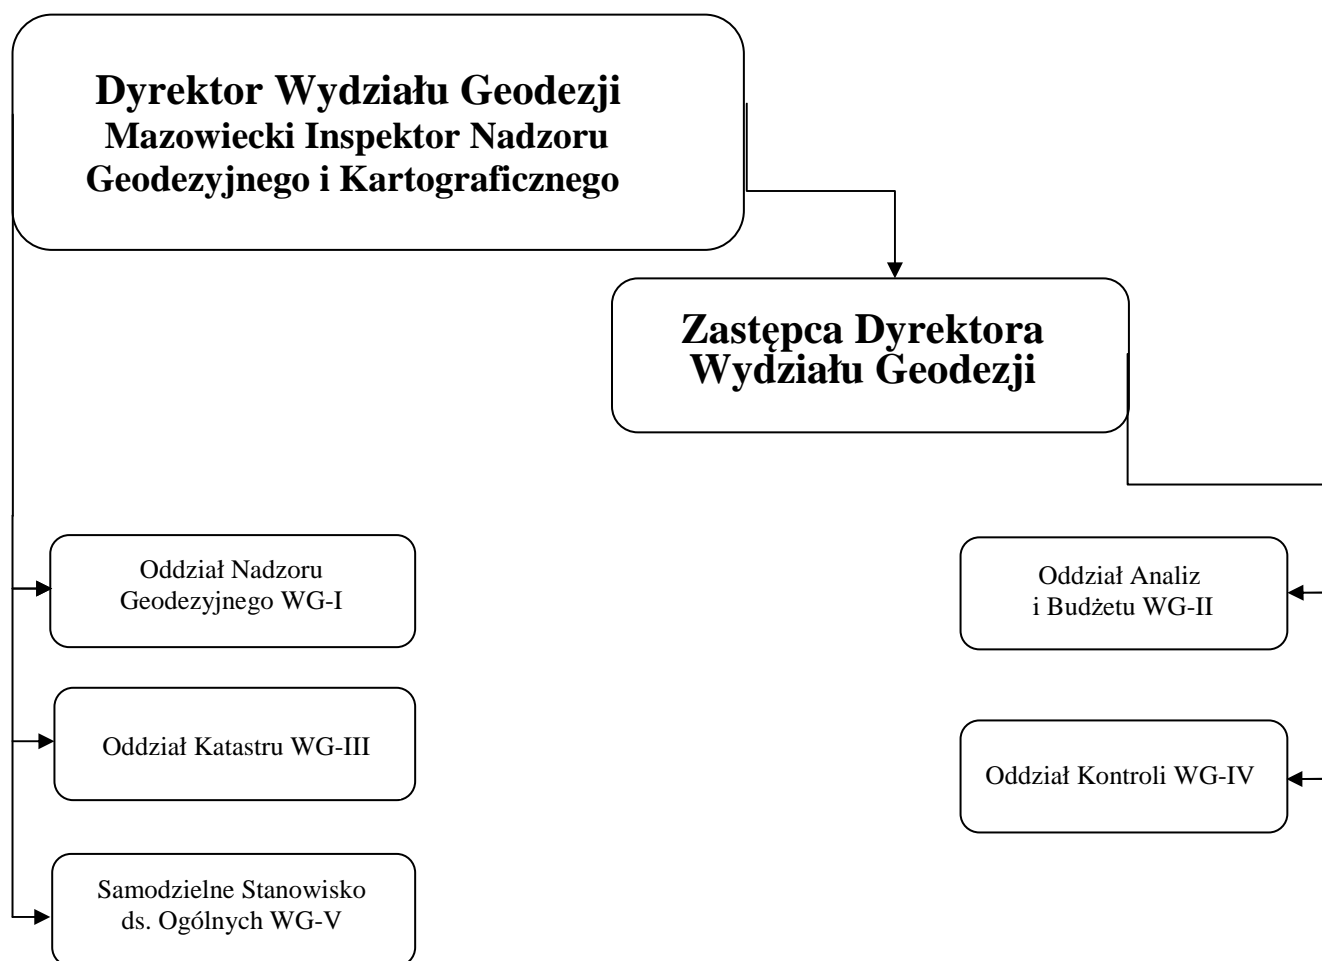 Dyrektor Wydziału Geodezji
Mazowiecki Inspektor Nadzoru
Geodezyjnego i Kartograficznego
Zastępca Dyrektora
Wydziału Geodezji
Oddział Nadzoru
Geodezyjnego WG-I
Oddział Analiz
i Budżetu WG-II
Oddział Katastru WG-III
Oddział Kontroli WG-IV
Samodzielne Stanowisko
ds. Ogólnych WG-V